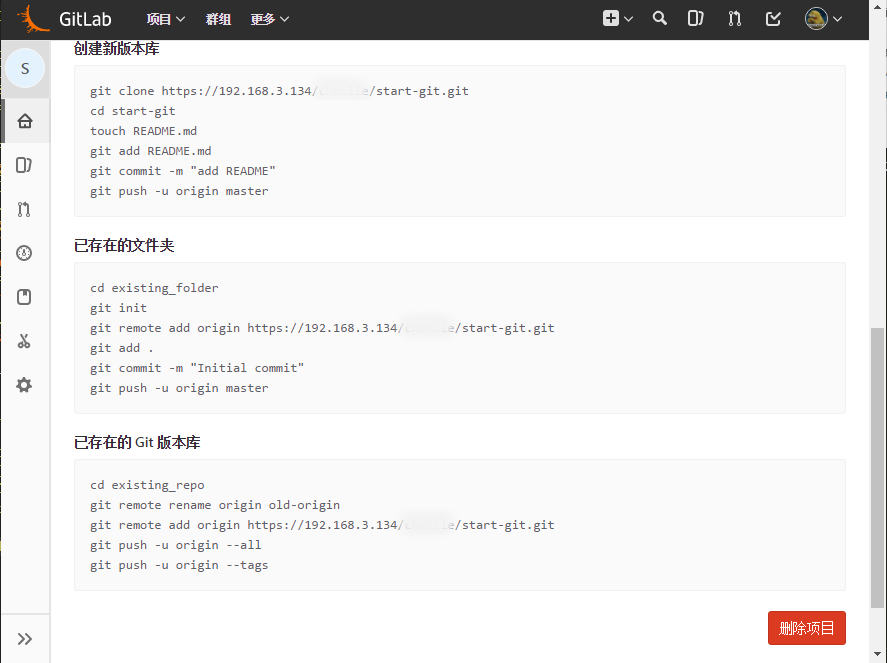 GitLab 项目 群组 更多
S
创建新版本库
git clone https://192.168.3.134/ /start-git.git
cd start-git
touch README.md
git add README.md
git commit -m "add README"
git push -u origin master
已存在的文件夹
cd existing_folder
git init
git remote add origin https://192.168.3.134/ /start-git.git
git add .
git commit -m "Initial commit"
git push -u origin master
已存在的 Git 版本库
cd existing_repo
git remote rename origin old-origin
git remote add origin https://192.168.3.134/ /start-git.git
git push -u origin --all
git push -u origin --tags
删除项目